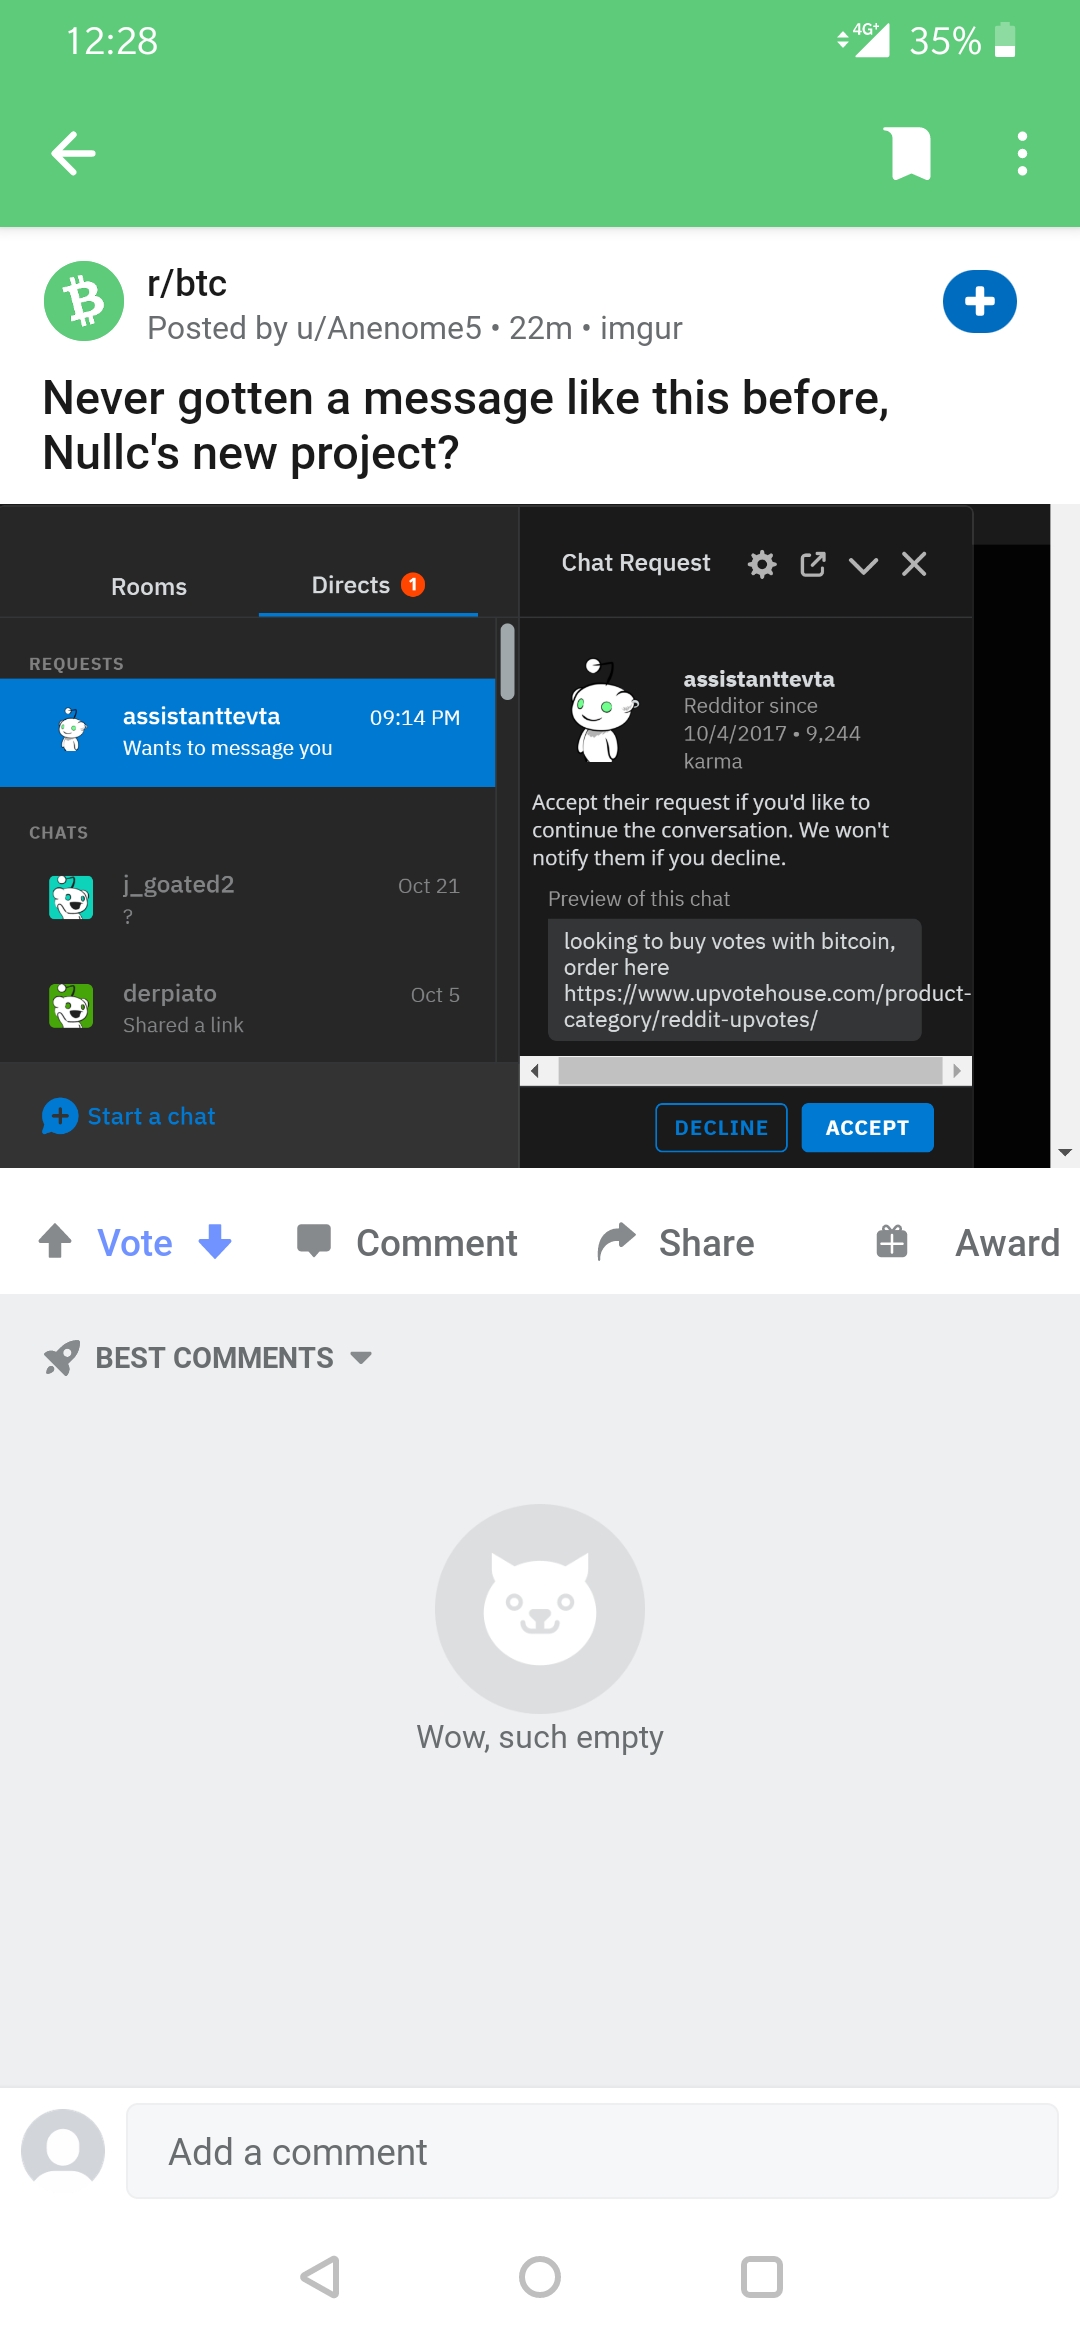 12:28
4G+ 35%
r/btc
Posted by u/Anenome5 • 22m • imgur
Never gotten a message like this before,
Nullc's new project?
Rooms
Directs 1
REQUESTS
assistanttevta 09:14 PM
Wants to message you
CHATS
j_goated2 Oct 21
?
derpiato Oct 5
Shared a link
Start a chat
Chat Request
assistanttevta
Redditor since
10/4/2017 • 9,244
karma
Accept their request if you'd like to
continue the conversation. We won't
notify them if you decline.
Preview of this chat
looking to buy votes with bitcoin,
order here
https://www.upvotehouse.com/product-
category/reddit-upvotes/
DECLINE ACCEPT
Vote Comment Share Award
BEST COMMENTS
Wow, such empty
Add a comment